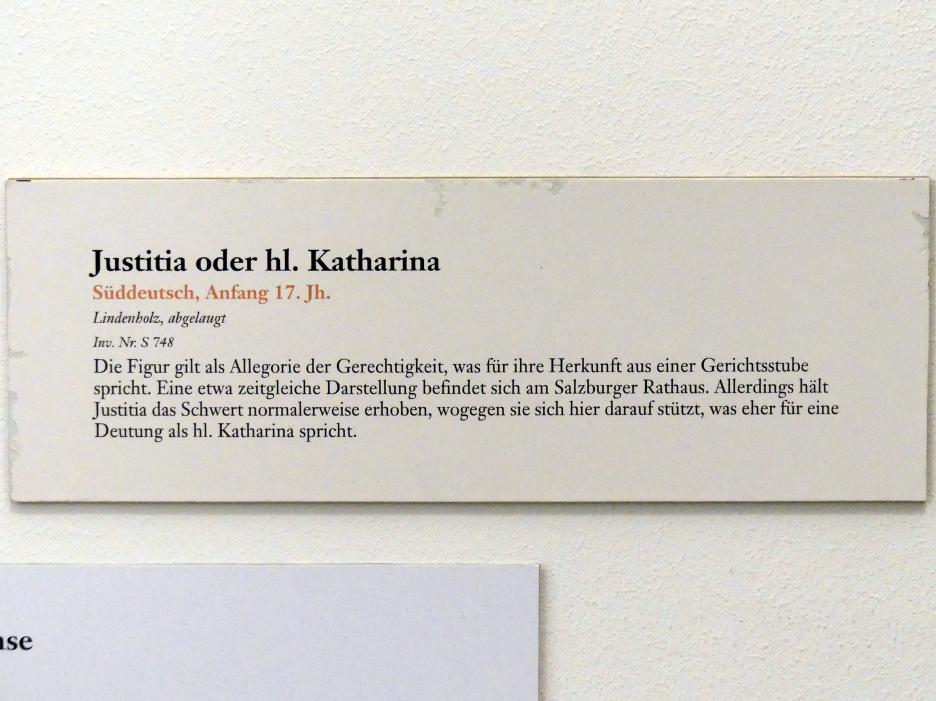 Justitia oder hl. Katharina
Süddeutsch, Anfang 17. Jh.
Lindenholz, abgelaugt
Inv. Nr. S 748
Die Figur gilt als Allegorie der Gerechtigkeit, was für ihre Herkunft aus einer Gerichtsstube
spricht. Eine etwa zeitgleiche Darstellung befindet sich am Salzburger Rathaus. Allerdings hält
Justitia das Schwert normalerweise erhoben, wogegen sie sich hier darauf stützt, was eher für eine
Deutung als hl. Katharina spricht.